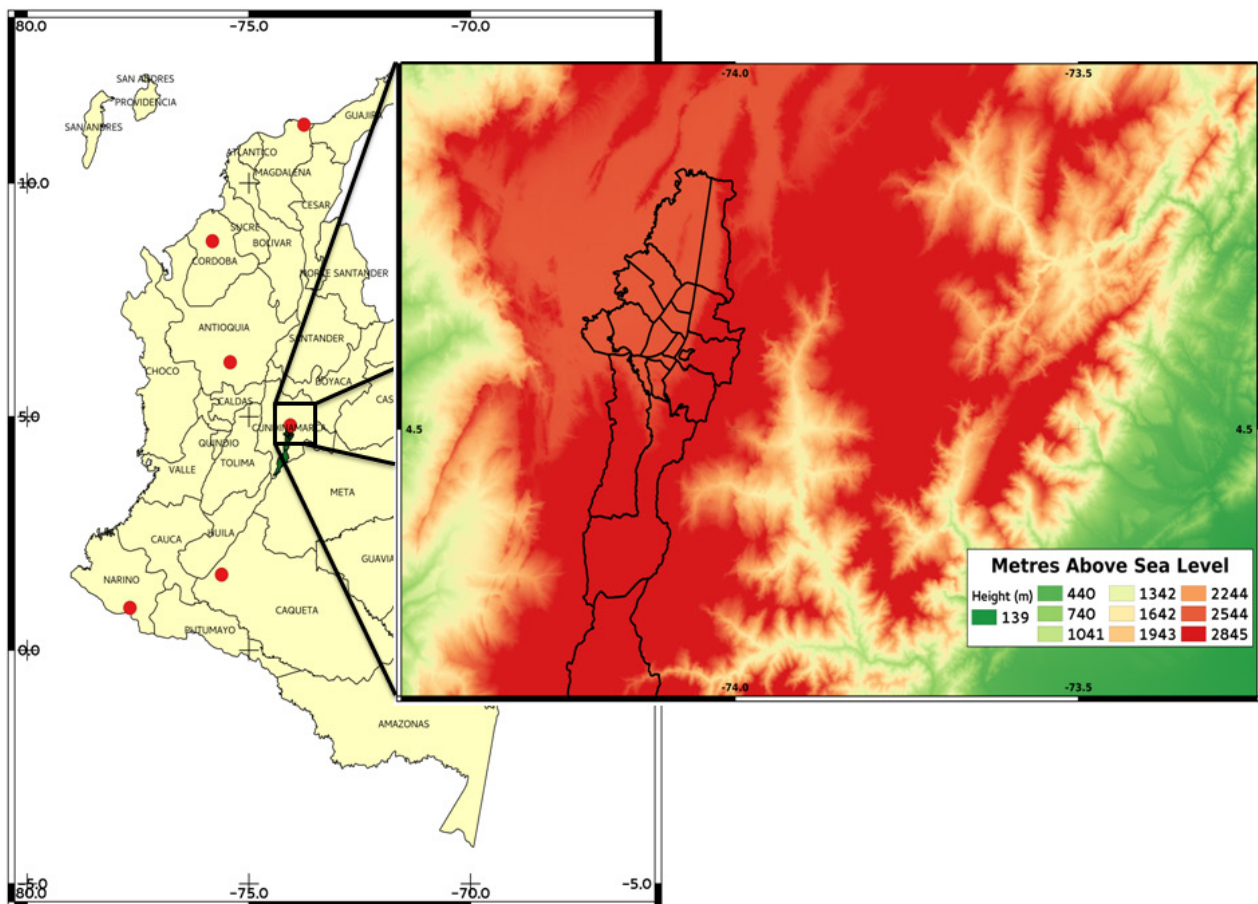 80.0 -75.0 -70.0
-74.0 -73.5
SAN ANDRES
PROVIDENCIA
SAN ANDRES
GUAJIRA
ATLANTICO
MAGDALENA
10.0
CESAR
SUCRE
BOLIVAR
CORDOBA
NORTE SANTANDER
ANTIOQUIA
SANTANDER
CHOCO
BOYACA
CALDAS
CAS
5.0
CUNDINAMARCA
4.5 4.5
QUINDIO
TOLIMA
VALLE
META
HUILA
CAUCA
GUAVIA
NARINO
CAQUETA
PUTUMAYO
0.0
Metres Above Sea Level
Height (m) 440 1342 2244
139 740 1642 2544
1041 1943 2845
-74.0 -73.5
AMAZONAS
-5.0 -5.0
80.0 -75.0 -70.0